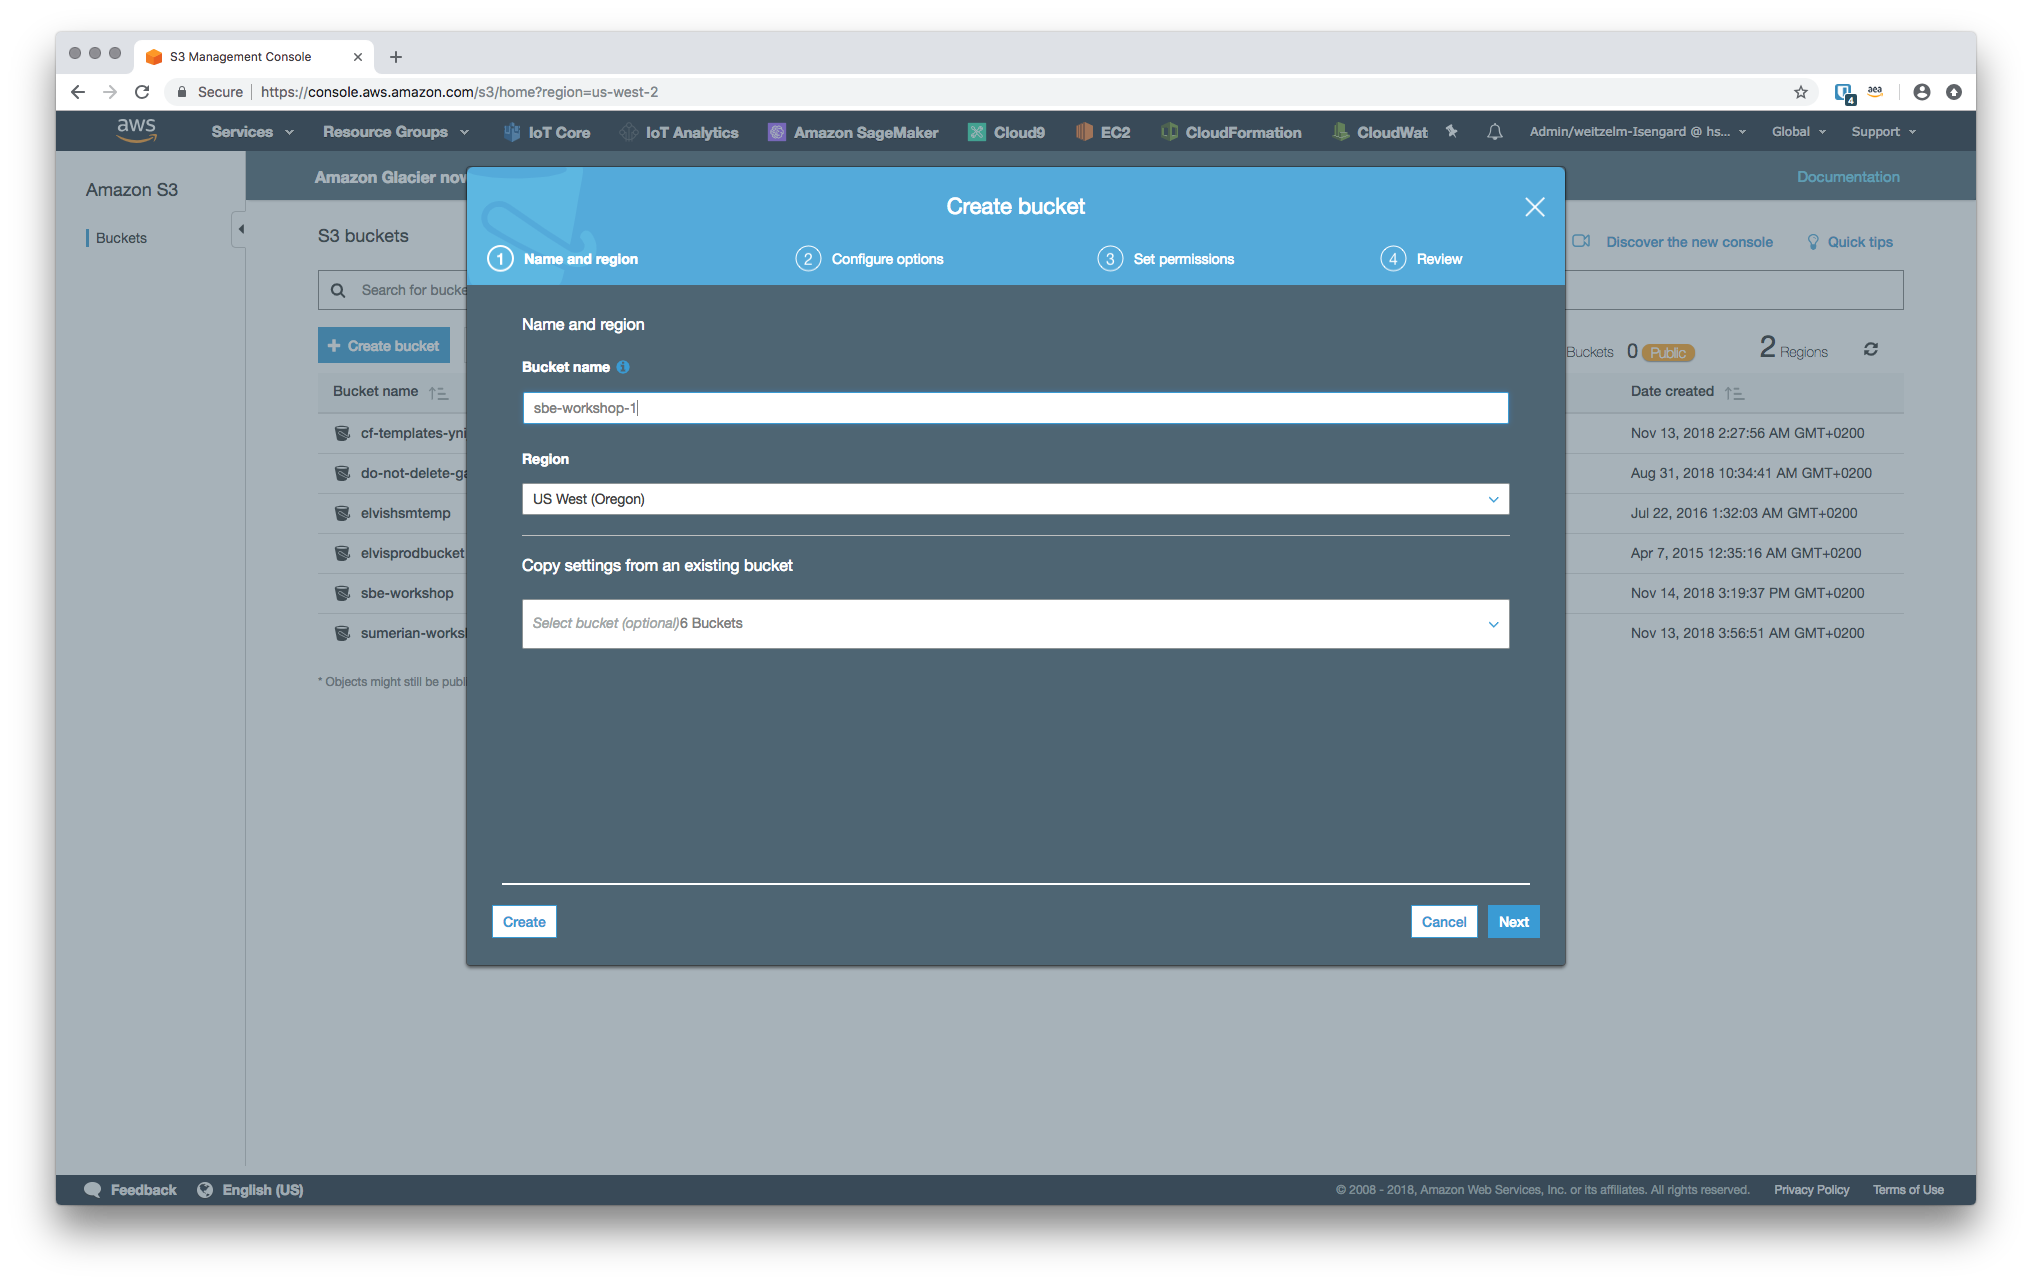 S3 Management Console
Secure https://console.aws.amazon.com/s3/home?region=us-west-2
4
aea
aws Services Resource Groups IoT Core IoT Analytics Amazon SageMaker Cloud9 EC2 CloudFormation CloudWat Admin/weitzelm-Isengard @ hs... Global Support
Amazon S3
Buckets
Amazon Glacier nov
Documentation
S3 buckets
Discover the new console Quick tips
Search for bucke
Create bucket
Buckets 0 Public 2 Regions
Bucket name
Date created
cf-templates-yni
Nov 13, 2018 2:27:56 AM GMT+0200
do-not-delete-ga
Aug 31, 2018 10:34:41 AM GMT+0200
elvishsmtemp
Jul 22, 2016 1:32:03 AM GMT+0200
elvisprodbucket
Apr 7, 2015 12:35:16 AM GMT+0200
sbe-workshop
Nov 14, 2018 3:19:37 PM GMT+0200
sumerian-works
Nov 13, 2018 3:56:51 AM GMT+0200
* Objects might still be publ
Create bucket
1 Name and region 2 Configure options 3 Set permissions 4 Review
Name and region
Bucket name
sbe-workshop-1
Region
US West (Oregon)
Copy settings from an existing bucket
Select bucket (optional)6 Buckets
Create Cancel Next
Feedback English (US)
© 2008 - 2018, Amazon Web Services, Inc. or its affiliates. All rights reserved. Privacy Policy Terms of Use